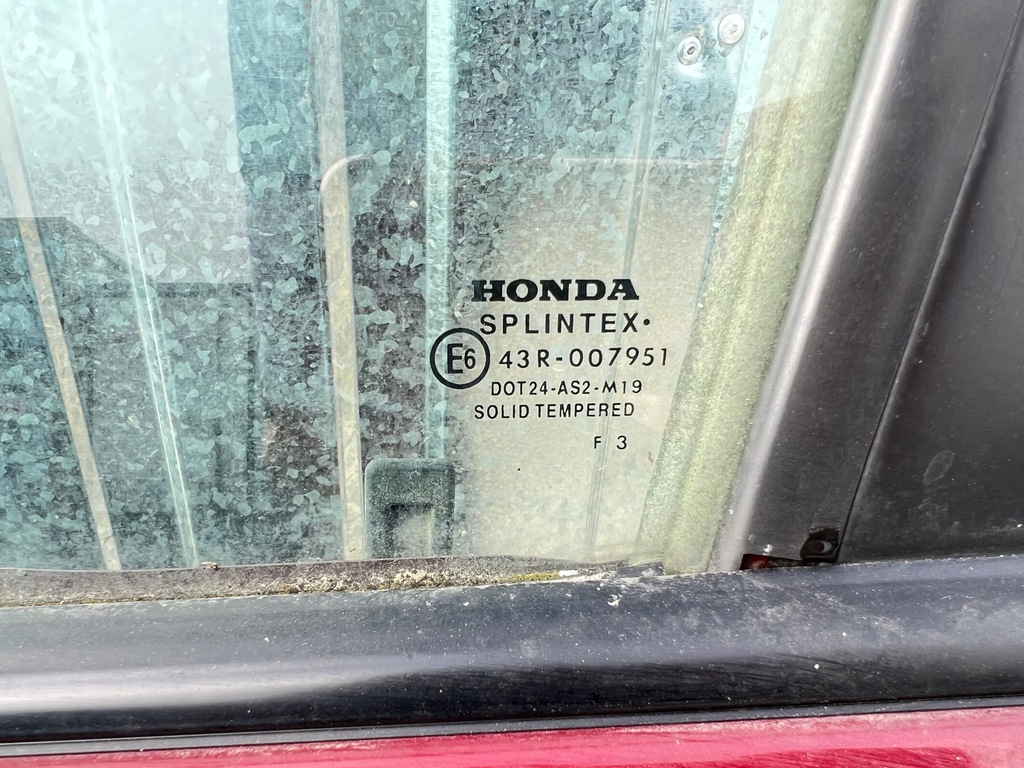 HONDA
SPLINTEX•
E6 43R-007951
DOT24-AS2-M19
SOLID TEMPERED
F 3